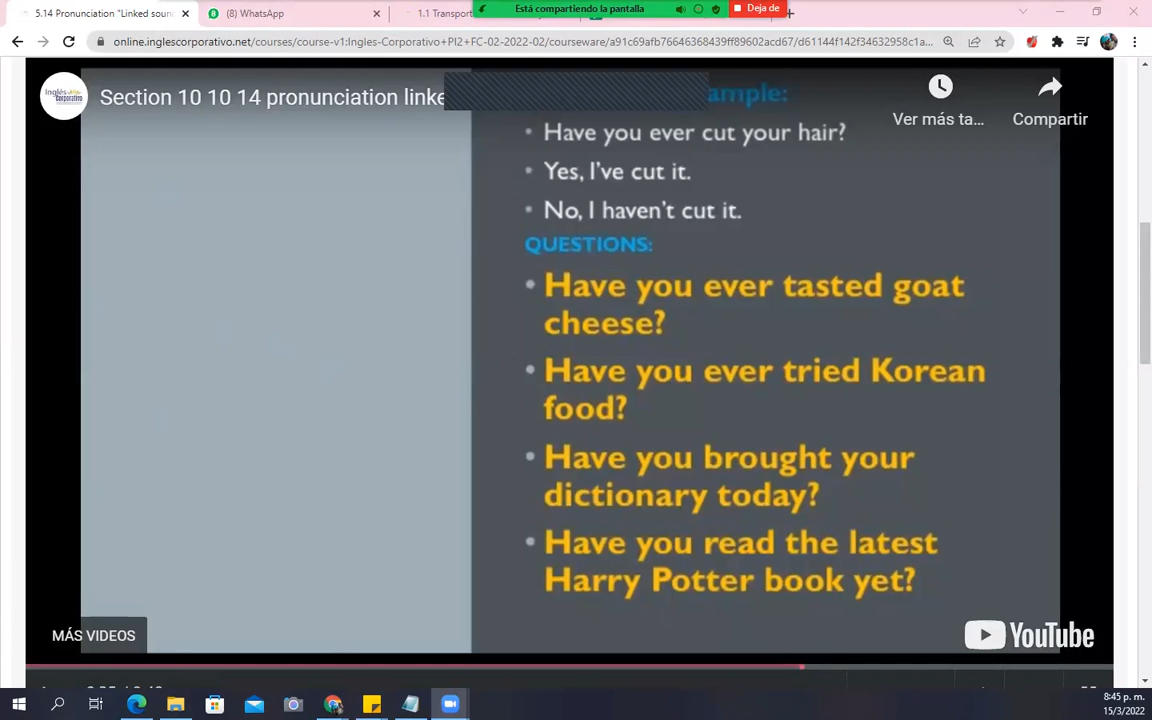 5.14 Pronunciation "Linked soun
(8) WhatsApp
1.1 Transport
Está compartiendo la pantalla
Deja de
online.inglescorporativo.net/courses/course-v1:Ingles-Corporativo+PI2+FC-02-2022-02/courseware/a91c69afb76646368439ff89602acd67/d61144f142f34632958c1a...
Inglés
Corporativo
Section 10 10 14 pronunciation linke
ample:
Ver más ta...
Compartir
• Have you ever cut your hair?
• Yes, I've cut it.
• No, I haven't cut it.
QUESTIONS:
• Have you ever tasted goat
cheese?
• Have you ever tried Korean
food?
• Have you brought your
dictionary today?
• Have you read the latest
Harry Potter book yet?
MÁS VIDEOS
YouTube
8:45 p. m.
15/3/2022